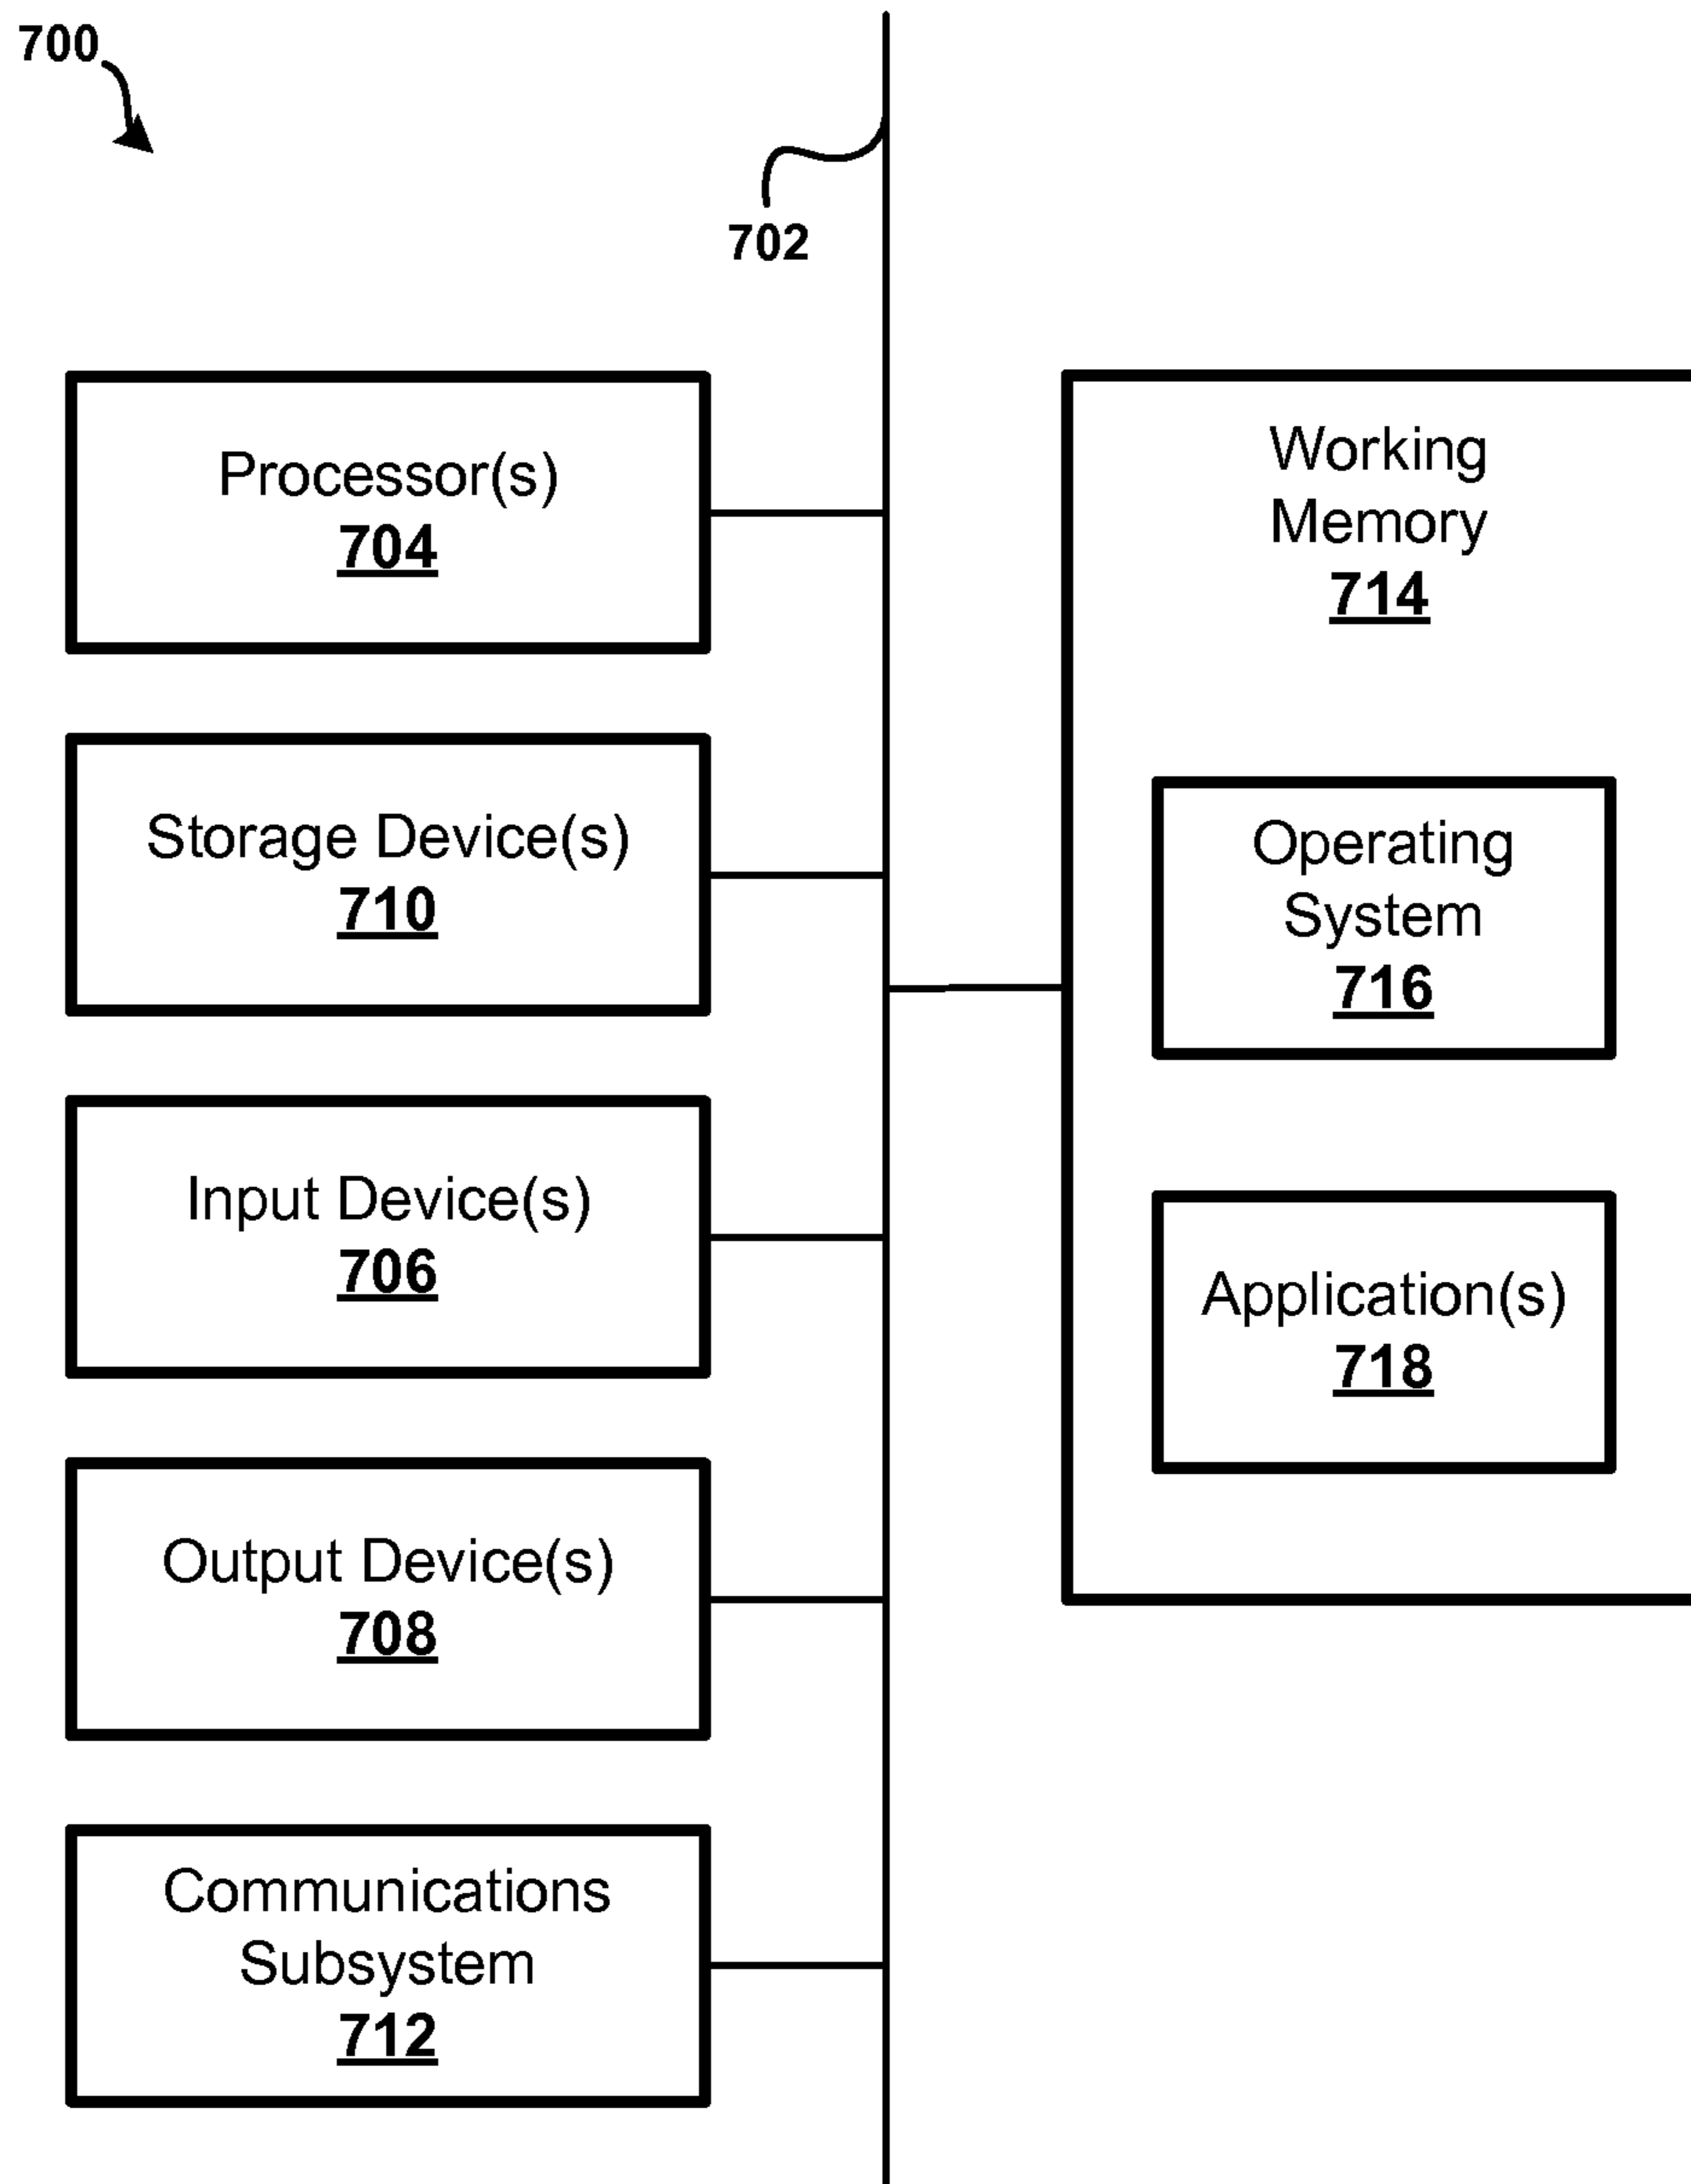 700
702
Processor(s)
704
Storage Device(s)
710
Input Device(s)
706
Output Device(s)
708
Communications
Subsystem
712
Working
Memory
714
Operating
System
716
Application(s)
718